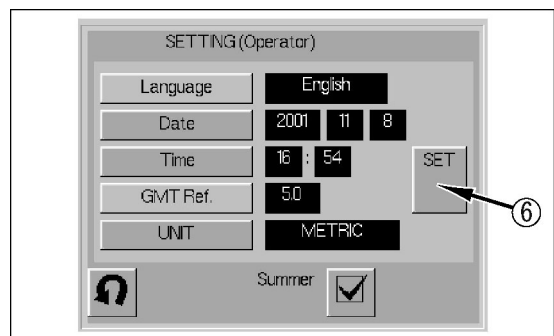 SETTING (Operator)
Language English
Date 2001 11 8
Time 16 : 54
SET
GMT Ref. 5.0
⑥
UNIT METRIC
Summer